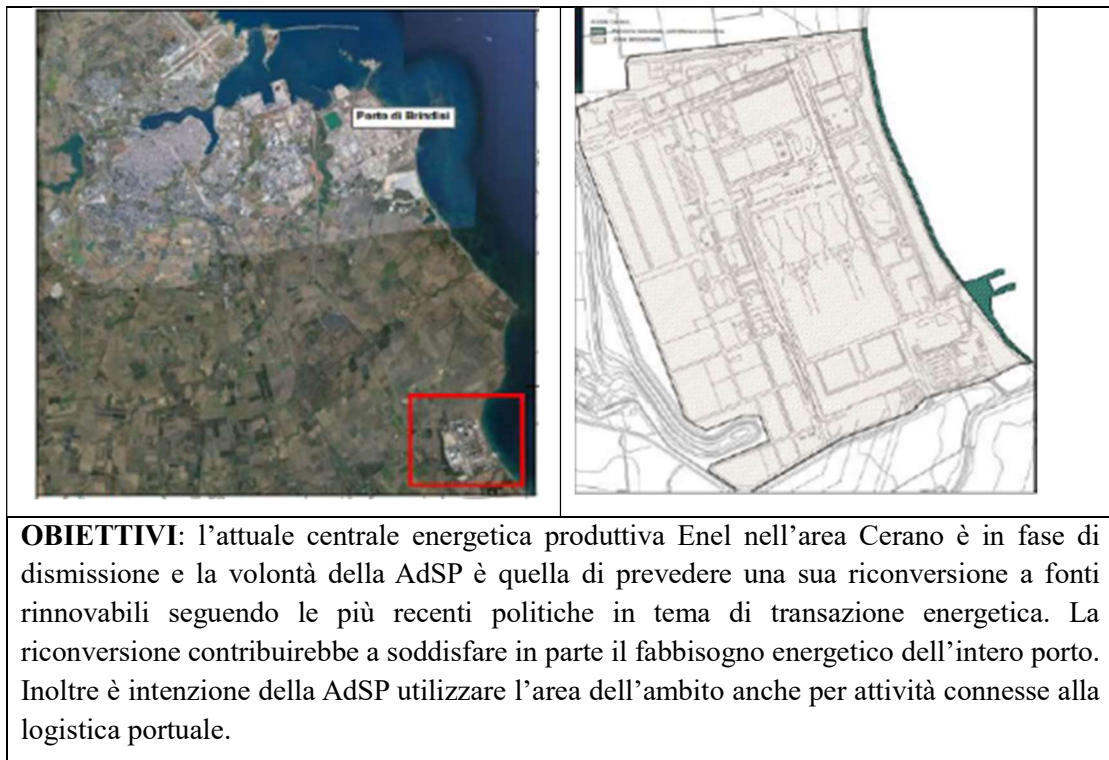 Porto di Brindisi
OBIETTIVI: l’attuale centrale energetica produttiva Enel nell’area Cerano è in fase di
dismissione e la volontà della AdSP è quella di prevedere una sua riconversione a fonti
rinnovabili seguendo le più recenti politiche in tema di transazione energetica. La
riconversione contribuirebbe a soddisfare in parte il fabbisogno energetico dell’intero porto.
Inoltre è intenzione della AdSP utilizzare l’area dell’ambito anche per attività connesse alla
logistica portuale.